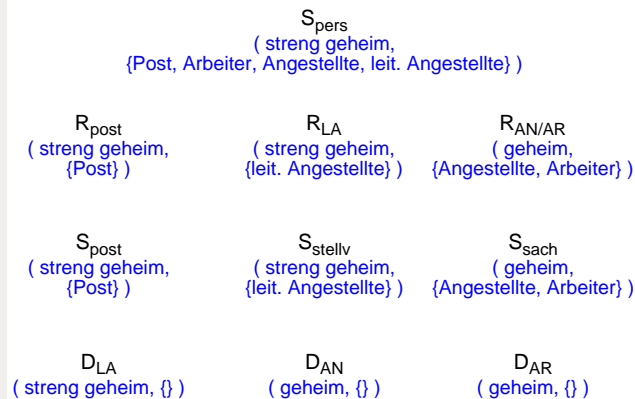 S_pers
( streng geheim,
{Post, Arbeiter, Angestellte, leit. Angestellte} )
R_post R_LA R_AN/AR
( streng geheim, ( streng geheim, ( geheim,
{Post} ) {leit. Angestellte} ) {Angestellte, Arbeiter} )
S_post S_stellv S_sach
( streng geheim, ( streng geheim, ( geheim,
{Post} ) {leit. Angestellte} ) {Angestellte, Arbeiter} )
D_LA D_AN D_AR
( streng geheim, {} ) ( geheim, {} ) ( geheim, {} )